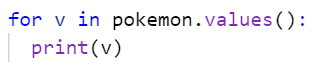 for v in pokemon.values():
  print(v)